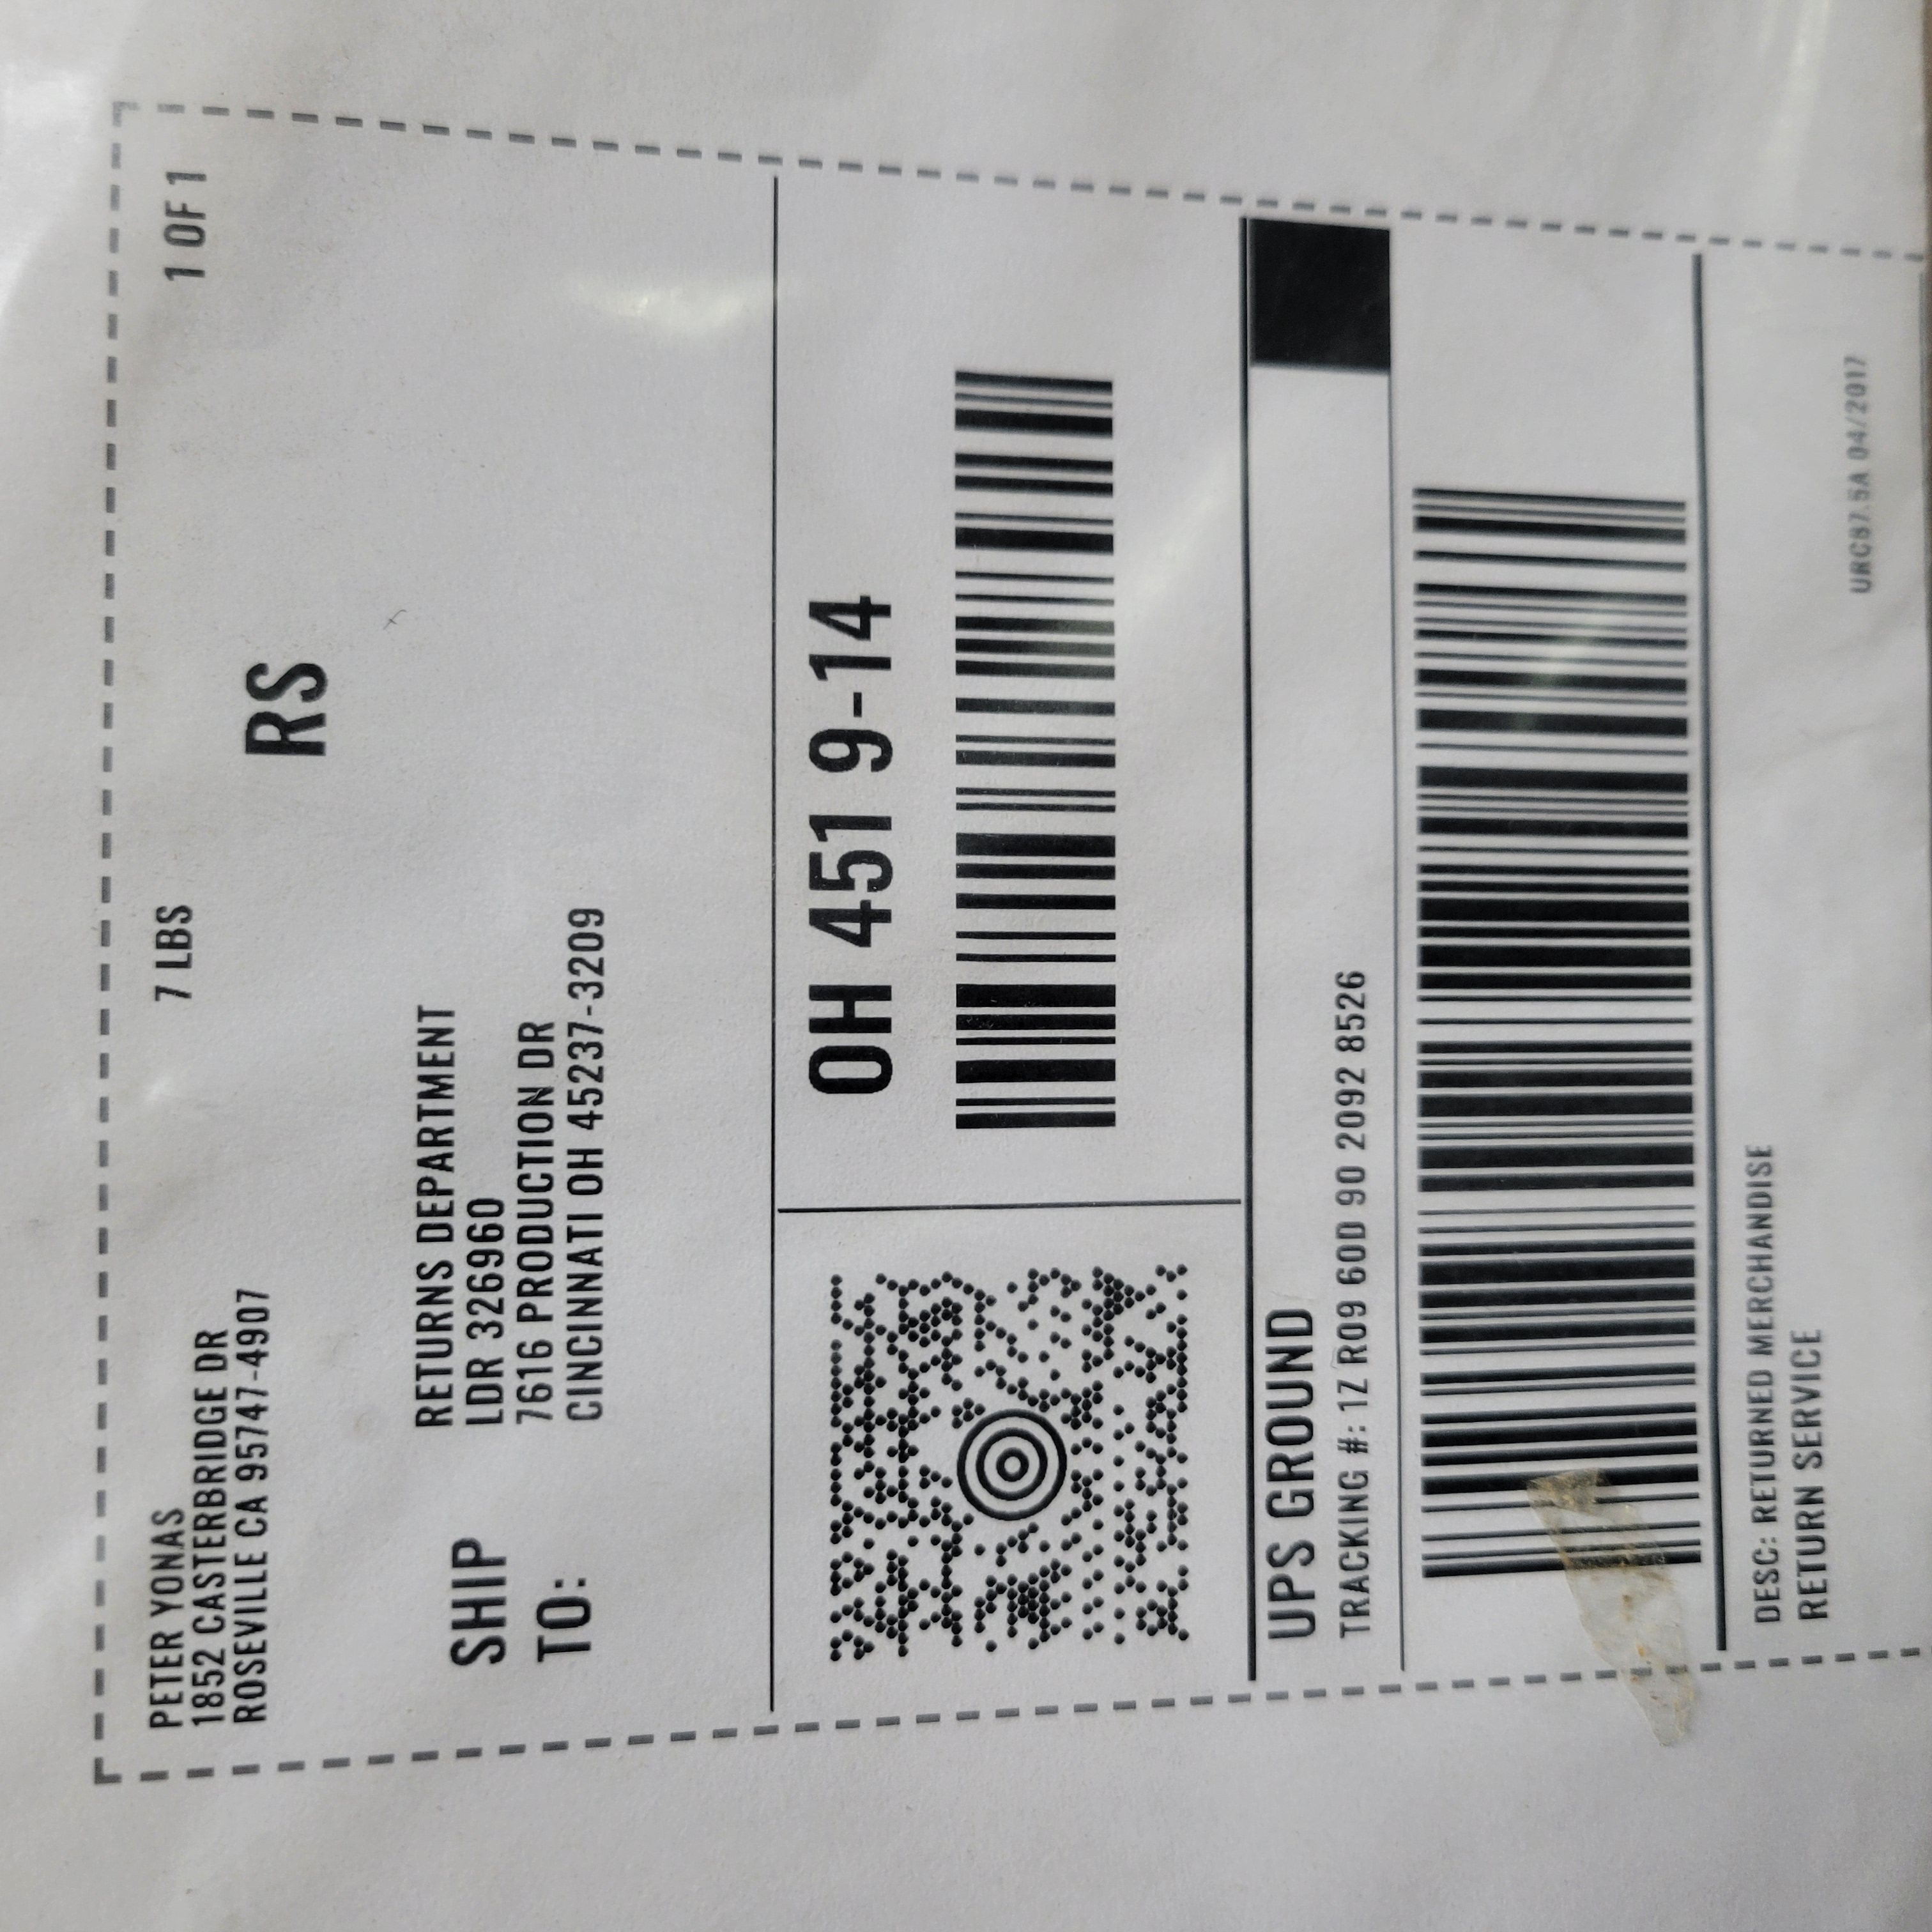 PETER YONAS
1852 CASTERBRIDGE DR
ROSEVILLE CA 95747-4907
7 LBS
1 OF 1
RS
SHIP
TO:
RETURNS DEPARTMENT
LDR 326960
7616 PRODUCTION DR
CINCINNATI OH 45237-3209
OH 451 9-14
UPS GROUND
TRACKING #: 1Z R09 60D 90 2092 8526
DESC: RETURNED MERCHANDISE
RETURN SERVICE
URC87.5A 04/2017